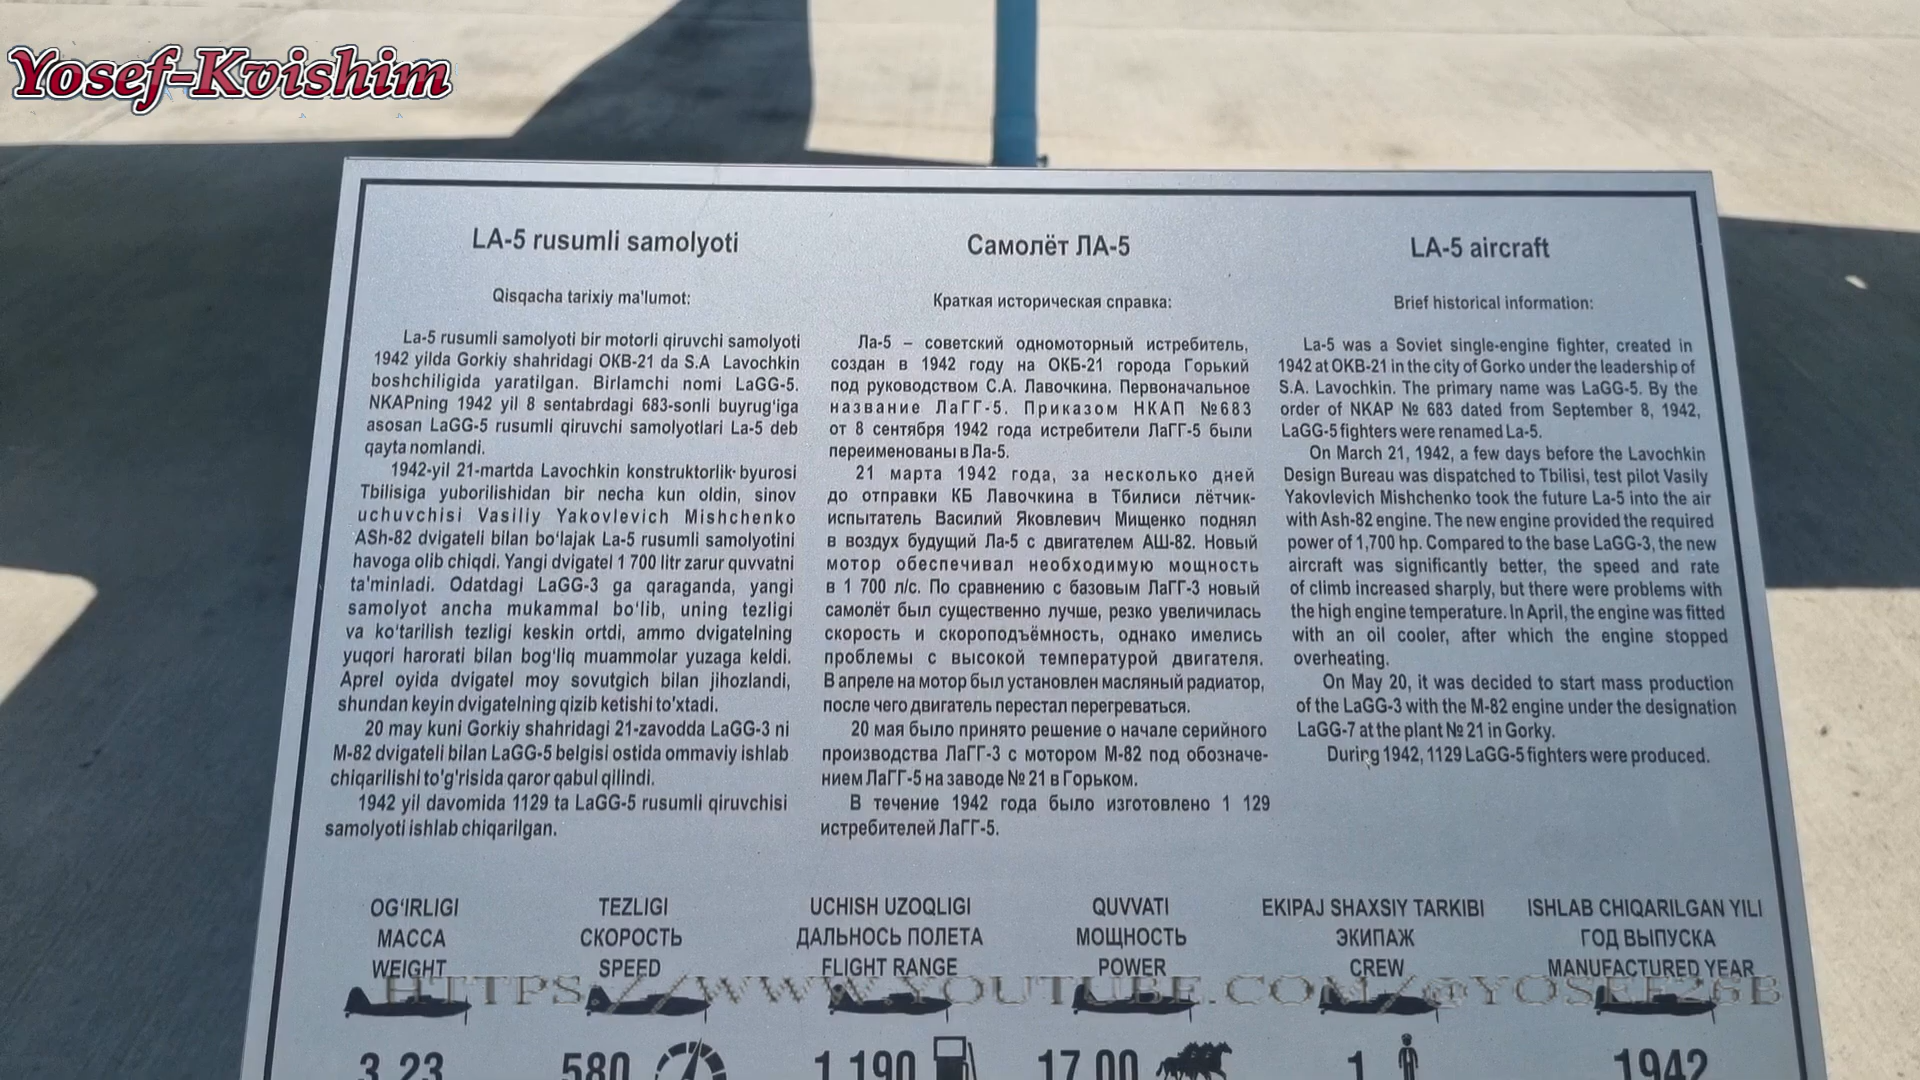 Yosef-Kvishim
LA-5 rusumli samolyoti
Qisqacha tarixiy ma'lumot:
La-5 rusumli samolyoti bir motorli qiruvchi samolyoti
1942 yilda Gorkiy shahridagi OKB-21 da S.A Lavochkin
boshchiligida yaratilgan. Birlamchi nomi LaGG-5.
NKAPning 1942 yil 8 sentabrdagi 683-sonli buyrug‘iga
asosan LaGG-5 rusumli qiruvchi samolyotlari La-5 deb
qayta nomlandi.
1942-yil 21-martda Lavochkin konstruktorlik byurosi
Tbilisiga yuborilishidan bir necha kun oldin, sinov
uchuvchisi Vasiliy Yakovlevich Mishchenko
ASh-82 dvigateli bilan bo‘lajak La-5 rusumli samolyotini
havoga olib chiqdi. Yangi dvigatel 1 700 litr zarur quvvatni
ta'minladi. Odatdagi LaGG-3 ga qaraganda, yangi
samolyot ancha mukammal bo‘lib, uning tezligi
va ko‘tarilish tezligi keskin ortdi, ammo dvigatelning
yuqori harorati bilan bog‘liq muammolar yuzaga keldi.
Aprel oyida dvigatel moy sovutgich bilan jihozlandi,
shundan keyin dvigatelning qizib ketishi to'xtadi.
20 may kuni Gorkiy shahridagi 21-zavodda LaGG-3 ni
M-82 dvigateli bilan LaGG-5 belgisi ostida ommaviy ishlab
chiqarilishi to'g'risida qaror qabul qilindi.
1942 yil davomida 1129 ta LaGG-5 rusumli qiruvchisi
samolyoti ishlab chiqarilgan.
Самолёт ЛА-5
Краткая историческая справка:
Ла-5 – советский одномоторный истребитель,
создан в 1942 году на ОКБ-21 города Горький
под руководством С.А. Лавочкина. Первоначальное
название ЛаГГ-5. Приказом НКАП №683
от 8 сентября 1942 года истребители ЛаГГ-5 были
переименованы в Ла-5.
21 марта 1942 года, за несколько дней
до отправки КБ Лавочкина в Тбилиси лётчик-
испытатель Василий Яковлевич Мищенко поднял
в воздух будущий Ла-5 с двигателем АШ-82. Новый
мотор обеспечивал необходимую мощность
в 1 700 л/с. По сравнению с базовым ЛаГГ-3 новый
самолёт был существенно лучше, резко увеличилась
скорость и скороподъёмность, однако имелись
проблемы с высокой температурой двигателя.
В апреле на мотор был установлен масляный радиатор,
после чего двигатель перестал перегреваться.
20 мая было принято решение о начале серийного
производства ЛаГГ-3 с мотором М-82 под обозначе-
нием ЛаГГ-5 на заводе № 21 в Горьком.
В течение 1942 года было изготовлено 1 129
истребителей ЛаГГ-5.
LA-5 aircraft
Brief historical information:
La-5 was a Soviet single-engine fighter, created in
1942 at OKB-21 in the city of Gorko under the leadership of
S.A. Lavochkin. The primary name was LaGG-5. By the
order of NKAP № 683 dated from September 8, 1942,
LaGG-5 fighters were renamed La-5.
On March 21, 1942, a few days before the Lavochkin
Design Bureau was dispatched to Tbilisi, test pilot Vasily
Yakovlevich Mishchenko took the future La-5 into the air
with Ash-82 engine. The new engine provided the required
power of 1,700 hp. Compared to the base LaGG-3, the new
aircraft was significantly better, the speed and rate
of climb increased sharply, but there were problems with
the high engine temperature. In April, the engine was fitted
with an oil cooler, after which the engine stopped
overheating.
On May 20, it was decided to start mass production
of the LaGG-3 with the M-82 engine under the designation
LaGG-7 at the plant № 21 in Gorky.
During 1942, 1129 LaGG-5 fighters were produced.
OG‘IRLIGI
МАССА
WEIGHT
TEZLIGI
СКОРОСТЬ
SPEED
UCHISH UZOQLIGI
ДАЛЬНОСЬ ПОЛЕТА
FLIGHT RANGE
QUVVATI
МОЩНОСТЬ
POWER
EKIPAJ SHAXSIY TARKIBI
ЭКИПАЖ
CREW
ISHLAB CHIQARILGAN YILI
ГОД ВЫПУСКА
MANUFACTURED YEAR
HTTPS://WWW.YOUTUBE.COM/@YOSEF26B
3 23
580
1 190
17 00
1
1942